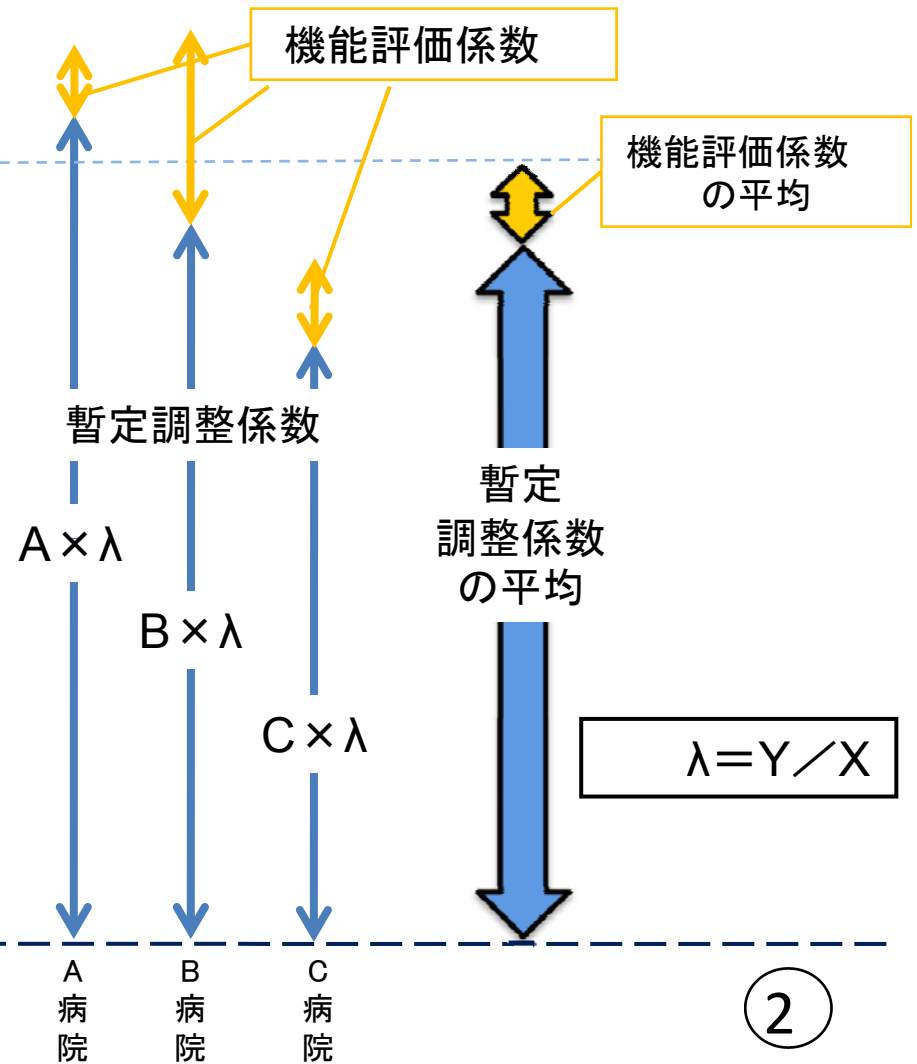 機能評価係数
機能評価係数
の平均
暫定調整係数
A×λ
B×λ
C×λ
暫定
調整係数
の平均
λ＝Y／X
A
病
院
B
病
院
C
病
院
2